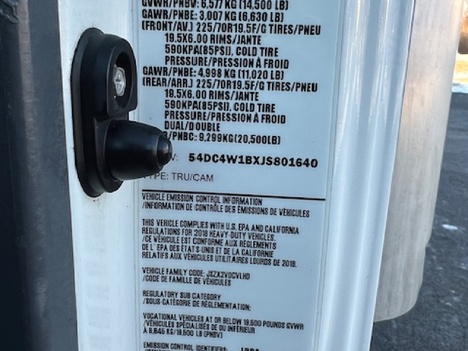 GVWR/PNBV: 6,577 KG (14,500 LB)
GAWR/PNBE: 3,007 KG (6,630 LB)
(FRONT/AV.) 225/70R19.5F/G TIRES/PNEU
19.5X6.00 RIMS/JANTE
590KPA(85PSI), COLD TIRE
PRESSURE/PRESSION À FROID
GAWR/PNBE: 4,998 KG (11,020 LB)
(REAR/ARR.) 225/70R19.5F/G TIRES/PNEU
19.5X6.00 RIMS/JANTE
590KPA(85PSI), COLD TIRE
PRESSURE/PRESSION À FROID
DUAL/DOUBLE
/PNBC: 9,299KG(20,500LB)
: 54DC4W1BXJS801640
TYPE: TRU/CAM
VEHICLE EMISSION CONTROL INFORMATION
/INFORMATION DE CONTRÔLE DES ÉMISSIONS DE VÉHICULES
THIS VEHICLE COMPLIES WITH U.S. EPA AND CALIFORNIA
REGULATIONS FOR 2018 HEAVY-DUTY VEHICLES.
/CE VÉHICULE EST CONFORME AUX RÈGLEMENTS
DE L' EPA DES ÉTATS-UNIS ET DE LA CALIFORNIE
RELATIFS AUX VÉHICULES UTILITAIRES LOURDS DE 2018.
VEHICLE FAMILY CODE: JSZX2VOCVLHD
/CODE DE FAMILLE DE VÉHICULES:
REGULATORY SUB CATEGORY
/SOUS-CATÉGORIE DE RÉGLEMENTATION:
VOCATIONAL VEHICLES AT OR BELOW 19,500 POUNDS GVWR
/VÉHICULES SPÉCIALISÉS DE OU INFÉRIEUR
À 8,845 KG/19,500 LB (PNBV)
EMISSION CONTROL IDENTIFIERS: